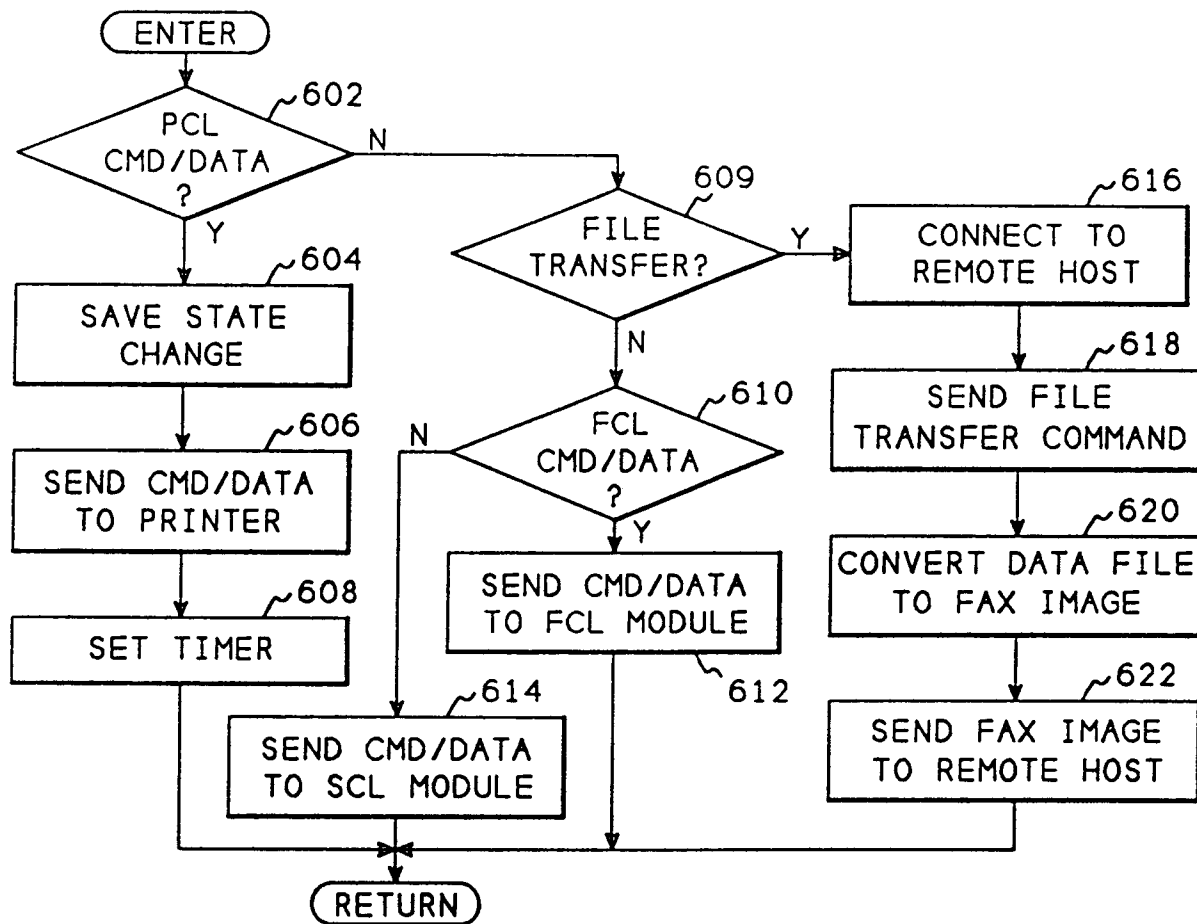 ENTER
602
PCL
CMD/DATA
?
N
Y
604
SAVE STATE
CHANGE
606
SEND CMD/DATA
TO PRINTER
608
SET TIMER
609
FILE
TRANSFER?
Y
N
610
FCL
CMD/DATA
?
N
Y
SEND CMD/DATA
TO FCL MODULE
612
614
SEND CMD/DATA
TO SCL MODULE
616
CONNECT TO
REMOTE HOST
618
SEND FILE
TRANSFER COMMAND
620
CONVERT DATA FILE
TO FAX IMAGE
622
SEND FAX IMAGE
TO REMOTE HOST
RETURN